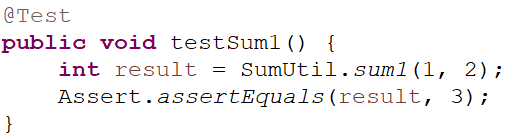 @Test
public void testSum1() {
    int result = SumUtil.sum1(1, 2);
    Assert.assertEquals(result, 3);
}